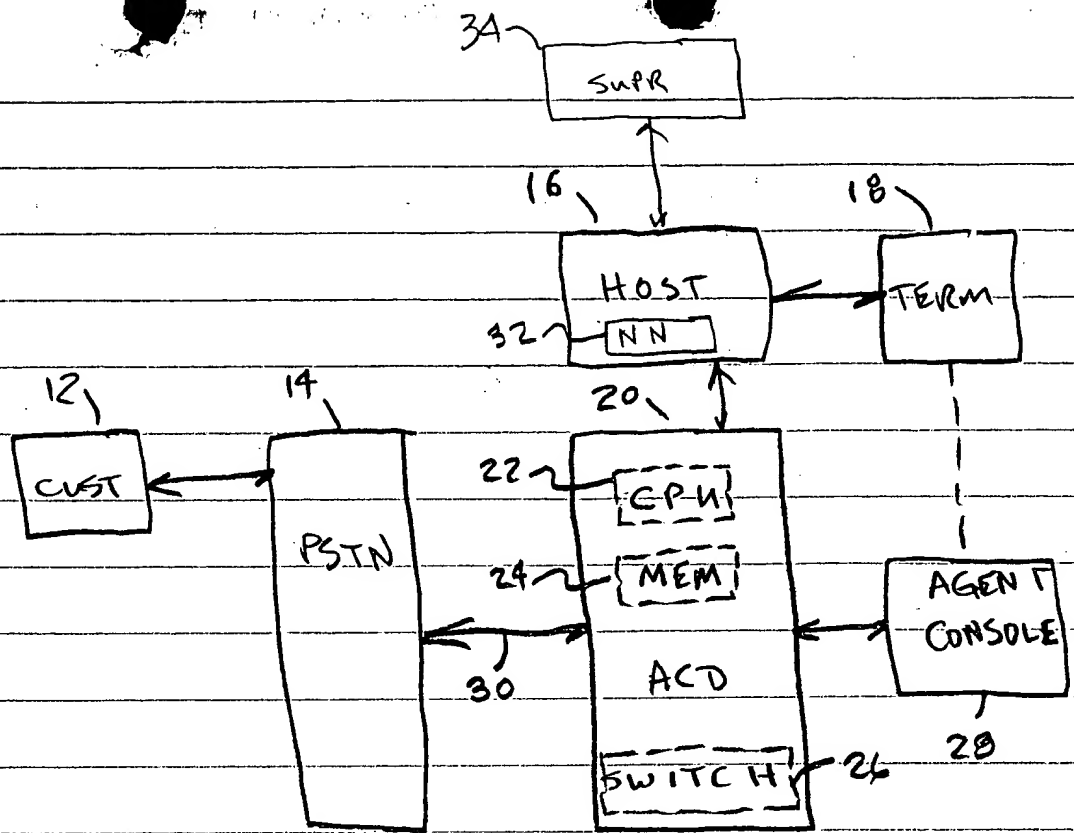 34
SUPR
16
18
HOST
TERM
32
NN
12
14
20
CUST
22
CPU
PSTN
24
MEM
AGENT
CONSOLE
30
ACD
28
SWITCH
26